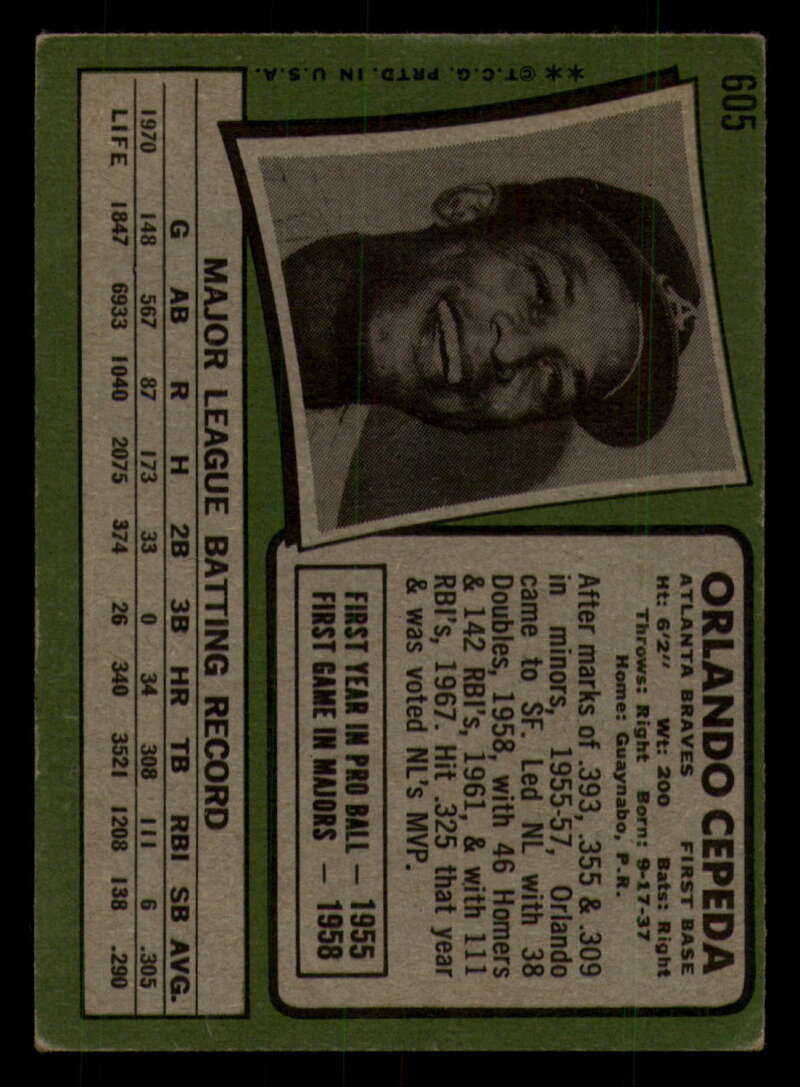 605
**©T.C.G. PRTD. IN U.S.A.
A
ORLANDO CEPEDA
ATLANTA BRAVES FIRST BASE
Ht: 6'2" Wt: 200 Bats: Right
Throws: Right Born: 9-17-37
Home: Guaynabo, P.R.
After marks of .393, .355 & .309
in minors, 1955-57, Orlando
came to SF. Led NL with 38
Doubles, 1958, with 46 Homers
& 142 RBI's, 1961, & with 111
RBI's, 1967. Hit .325 that year
& was voted NL's MVP.
FIRST YEAR IN PRO BALL — 1955
FIRST GAME IN MAJORS — 1958
MAJOR LEAGUE BATTING RECORD
G AB R H 2B 3B HR TB RBI SB AVG.
1970 148 567 87 173 33 0 34 308 111 6 .305
LIFE 1847 6933 1040 2075 374 26 340 3521 1208 138 .290